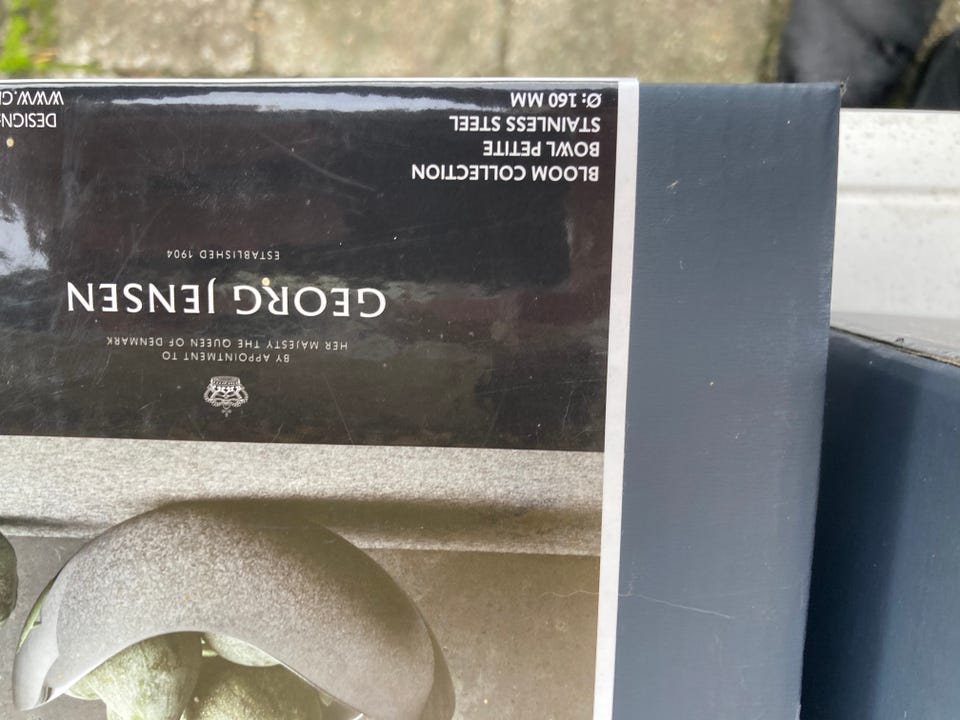 BY APPOINTMENT TO
HER MAJESTY THE QUEEN OF DENMARK
GEORG JENSEN
ESTABLISHED 1904
BLOOM COLLECTION
BOWL PETITE
STAINLESS STEEL
Ø: 160 MM